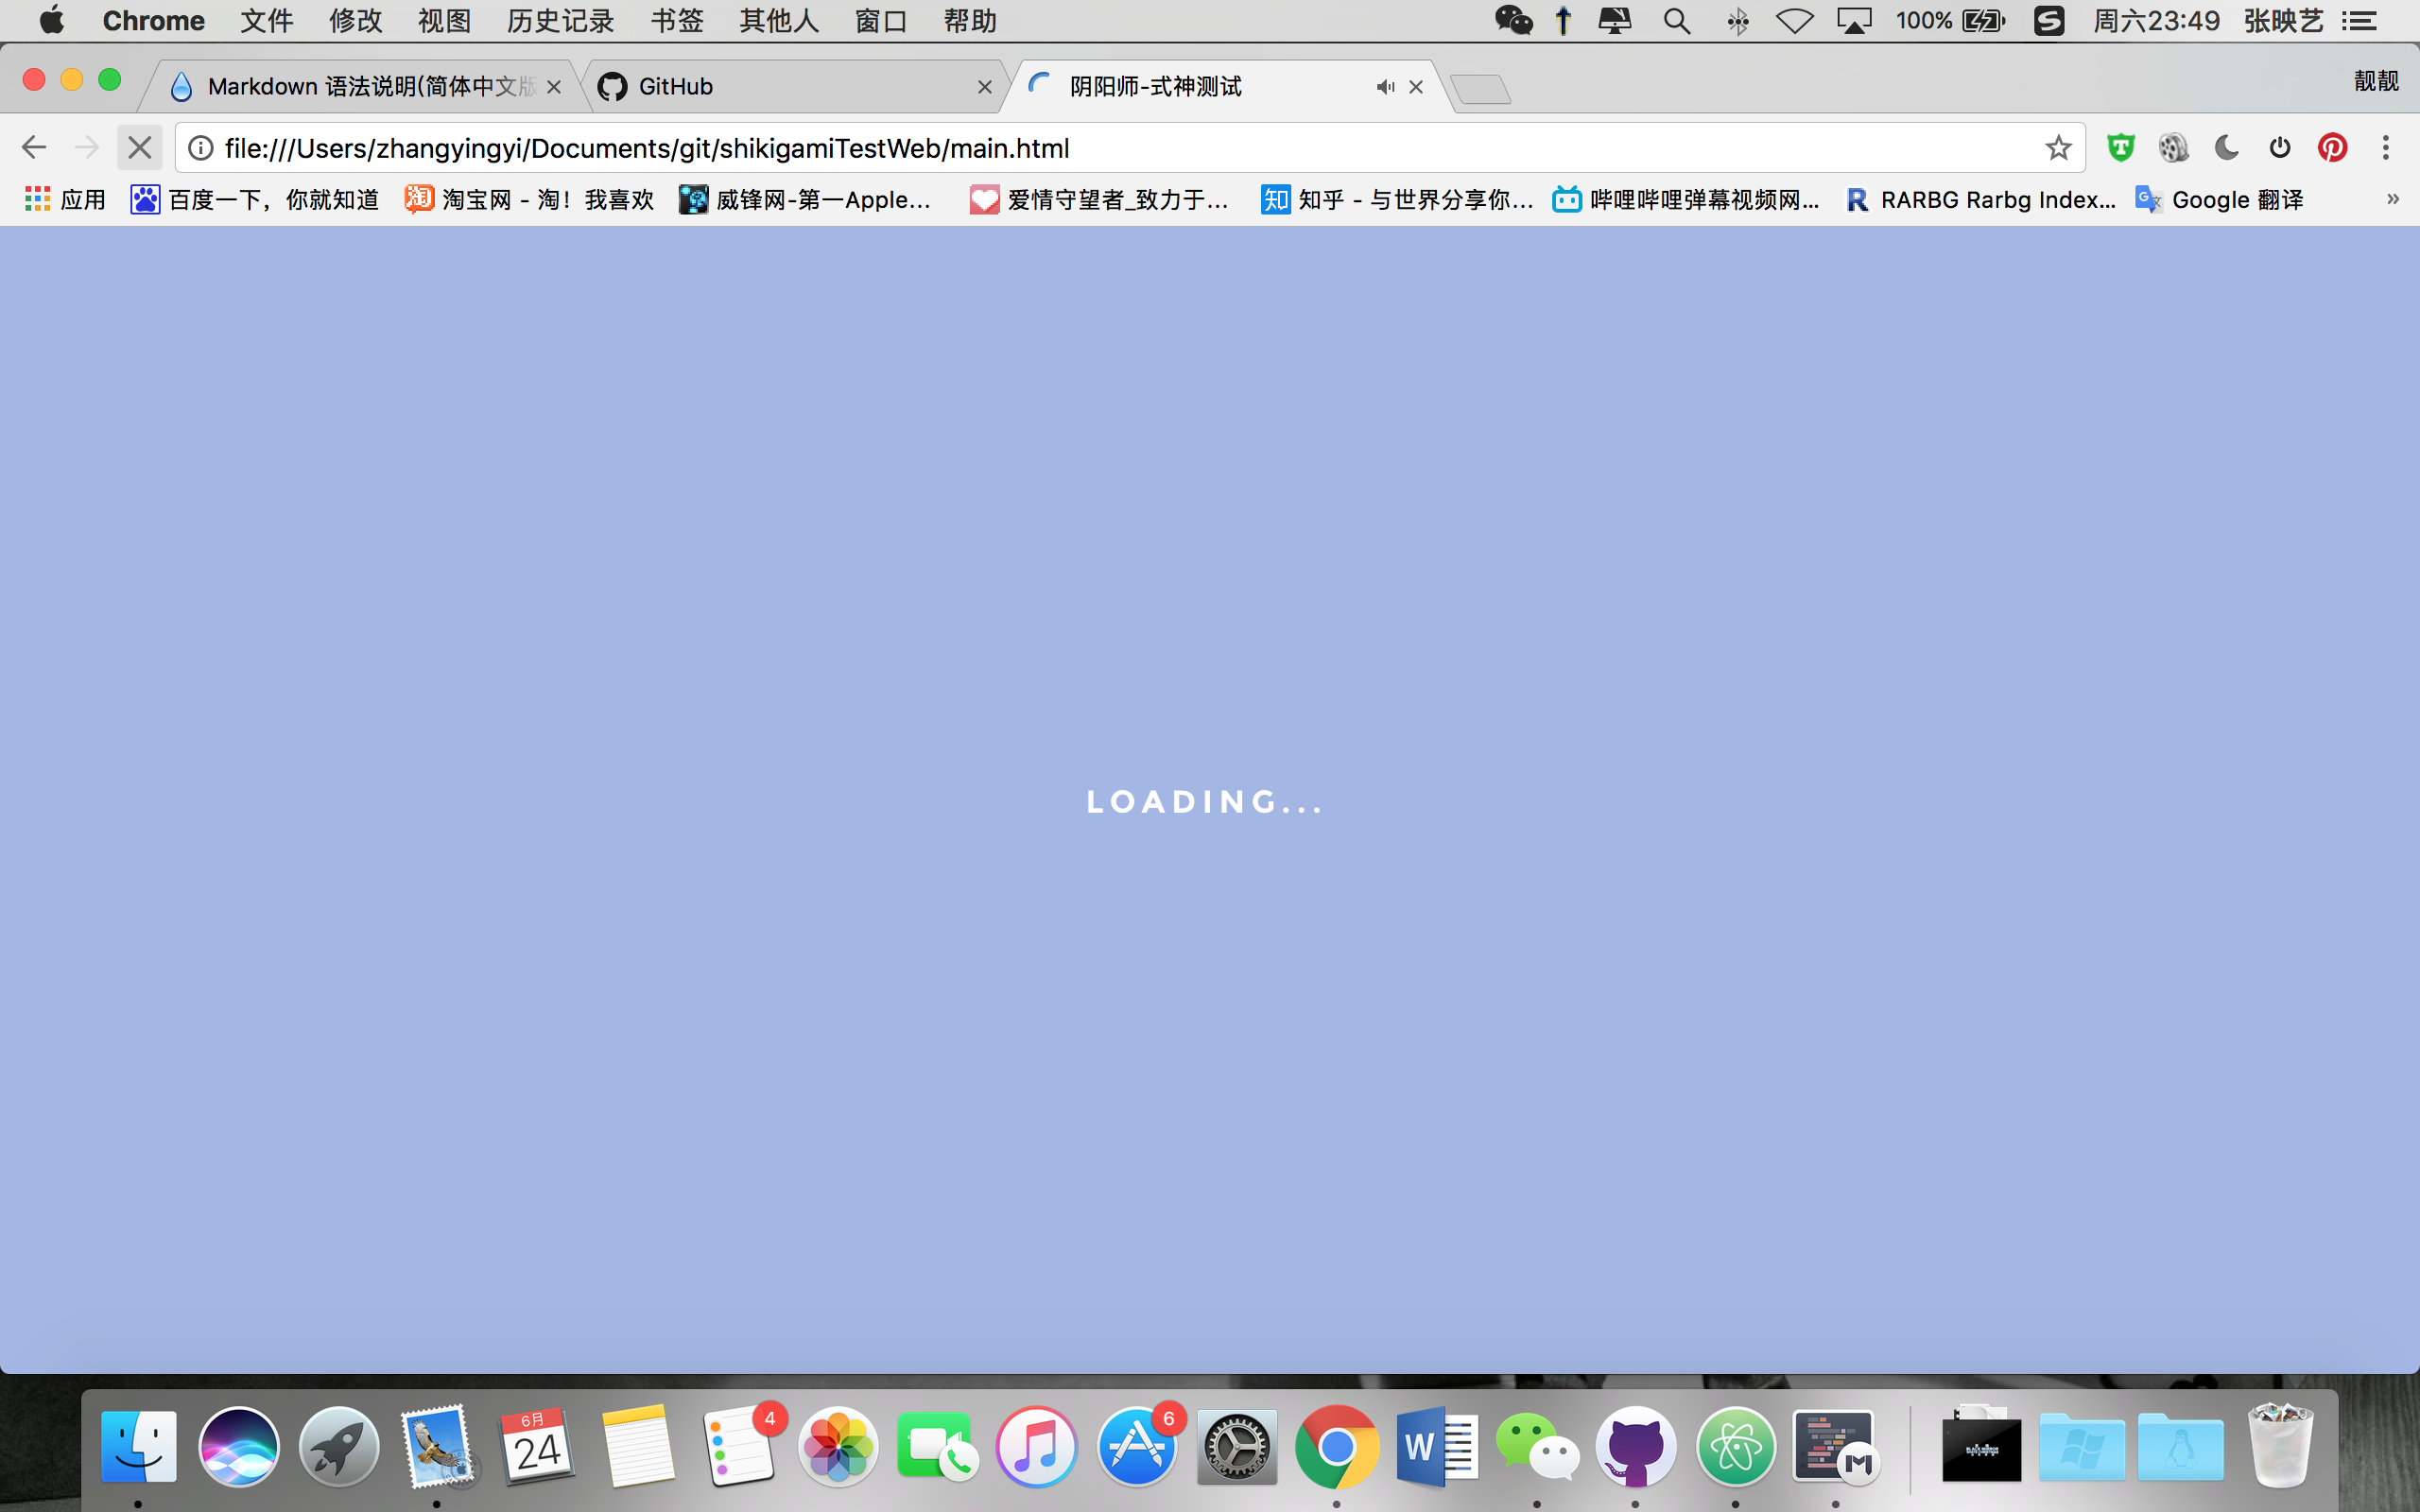 Chrome 文件 修改 视图 历史记录 书签 其他人 窗口 帮助 100% 周六23:49 张映艺
Markdown 语法说明(简体中文版 GitHub 阴阳师-式神测试 靓靓
file:///Users/zhangyingyi/Documents/git/shikigamiTestWeb/main.html
应用 百度一下，你就知道 淘宝网 - 淘！我喜欢 威锋网-第一Apple... 爱情守望者_致力于... 知乎 - 与世界分享你... 哔哩哔哩弹幕视频网... RARBG Rarbg Index... Google 翻译 »
LOADING...
6月
24
4
6